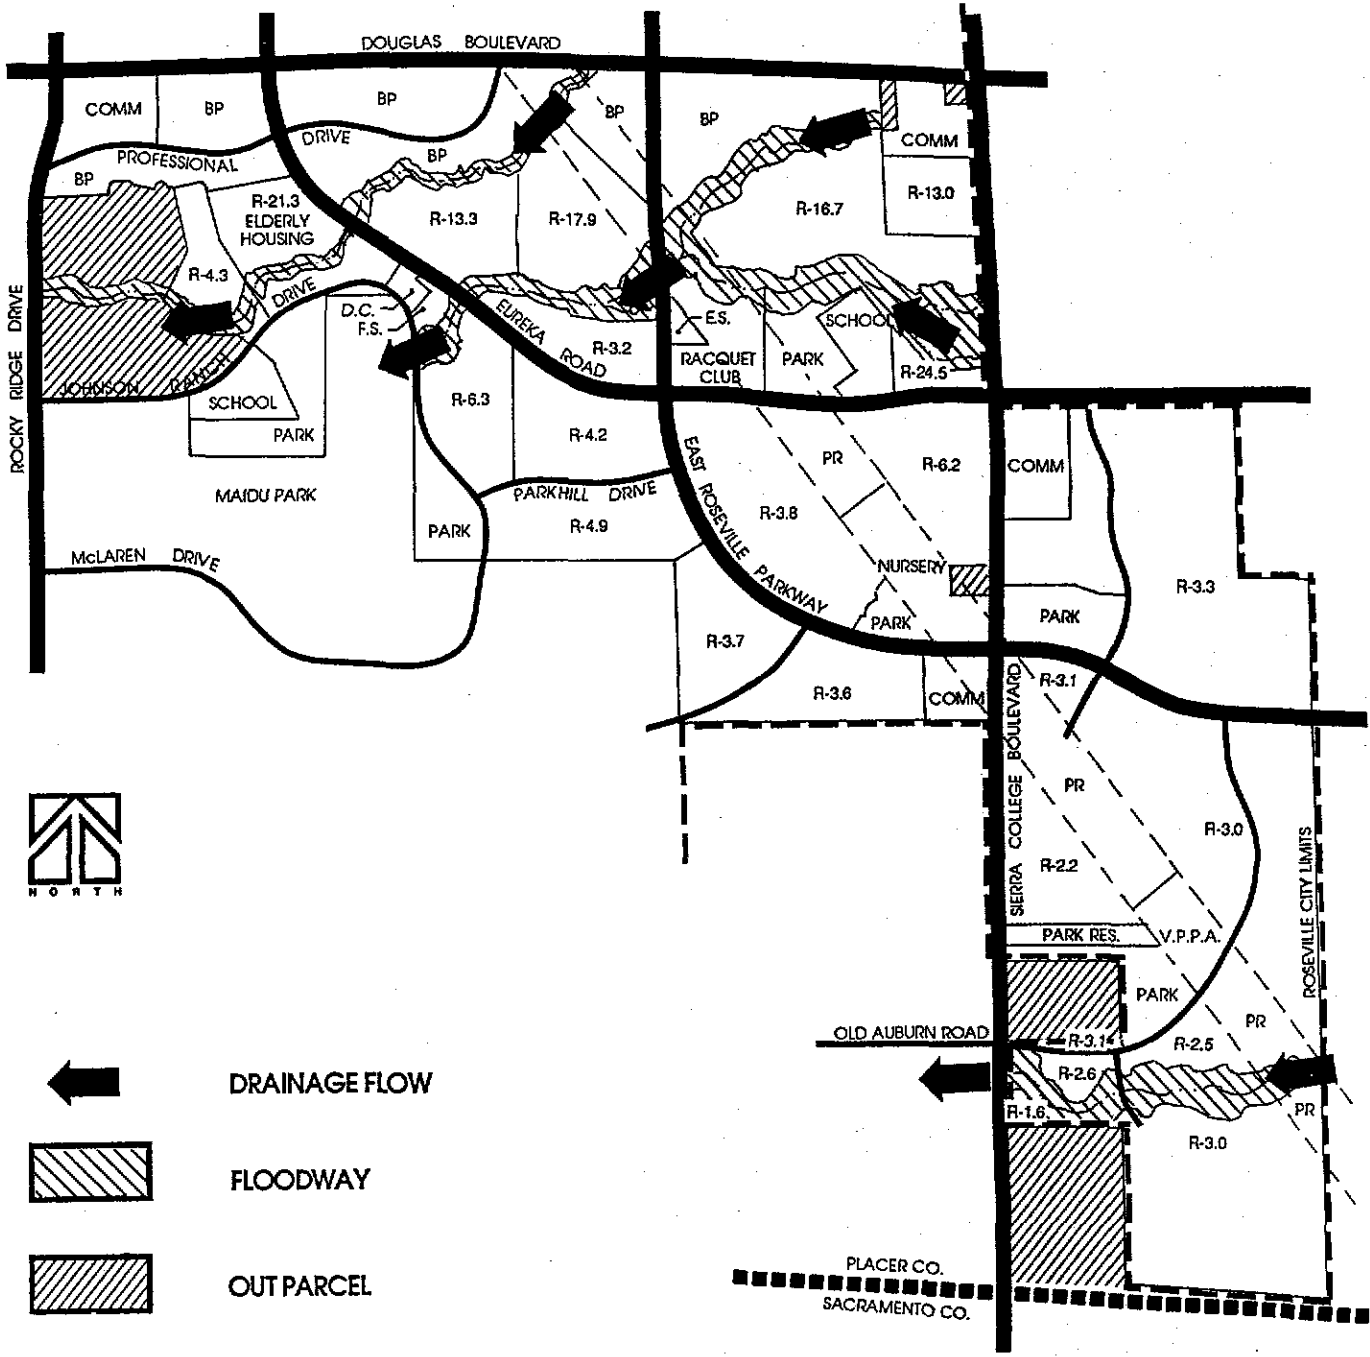 DOUGLAS BOULEVARD
COMM
BP
BP
BP
BP
COMM
PROFESSIONAL DRIVE
BP
BP
R-21.3
ELDERLY
HOUSING
R-13.3
R-17.9
R-16.7
R-13.0
R-4.3
DRIVE
D.C.
F.S.
EUREKA ROAD
E.S.
SCHOOL
R-3.2
RACQUET
CLUB
PARK
R-24.5
JOHNSON RANCH
ROCKY RIDGE DRIVE
SCHOOL
R-6.3
PARK
R-4.2
EAST ROSEVILLE PARKWAY
PR
R-6.2
COMM
MAIDU PARK
PARKHILL DRIVE
R-3.8
PARK
R-4.9
McLAREN DRIVE
NURSERY
R-3.3
PARK
PARK
R-3.7
R-3.6
COMM
R-3.1
SIERRA COLLEGE BOULEVARD
PR
R-3.0
R-2.2
ROSEVILLE CITY LIMITS
NORTH
PARK RES.
V.P.P.A.
PARK
PR
OLD AUBURN ROAD
R-3.1
R-2.5
R-2.6
DRAINAGE FLOW
R-1.6
PR
R-3.0
FLOODWAY
PLACER CO.
OUT PARCEL
SACRAMENTO CO.